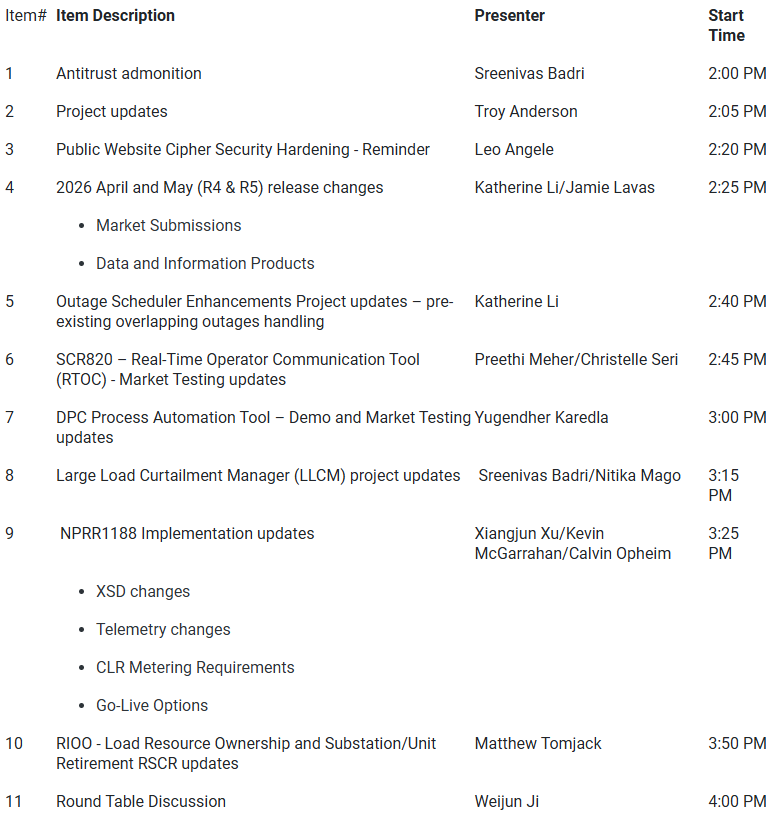 Item# Item Description Presenter Start
Time
1 Antitrust admonition Sreenivas Badri 2:00 PM
2 Project updates Troy Anderson 2:05 PM
3 Public Website Cipher Security Hardening - Reminder Leo Angele 2:20 PM
4 2026 April and May (R4 & R5) release changes Katherine Li/Jamie Lavas 2:25 PM
• Market Submissions
• Data and Information Products
5 Outage Scheduler Enhancements Project updates – pre- Katherine Li 2:40 PM
existing overlapping outages handling
6 SCR820 – Real-Time Operator Communication Tool Preethi Meher/Christelle Seri 2:45 PM
(RTOC) - Market Testing updates
7 DPC Process Automation Tool – Demo and Market Testing Yugendher Karedla 3:00 PM
updates
8 Large Load Curtailment Manager (LLCM) project updates Sreenivas Badri/Nitika Mago 3:15
PM
9 NPRR1188 Implementation updates Xiangjun Xu/Kevin 3:25
McGarrahan/Calvin Opheim PM
• XSD changes
• Telemetry changes
• CLR Metering Requirements
• Go-Live Options
10 RIOO - Load Resource Ownership and Substation/Unit Matthew Tomjack 3:50 PM
Retirement RSCR updates
11 Round Table Discussion Weijun Ji 4:00 PM